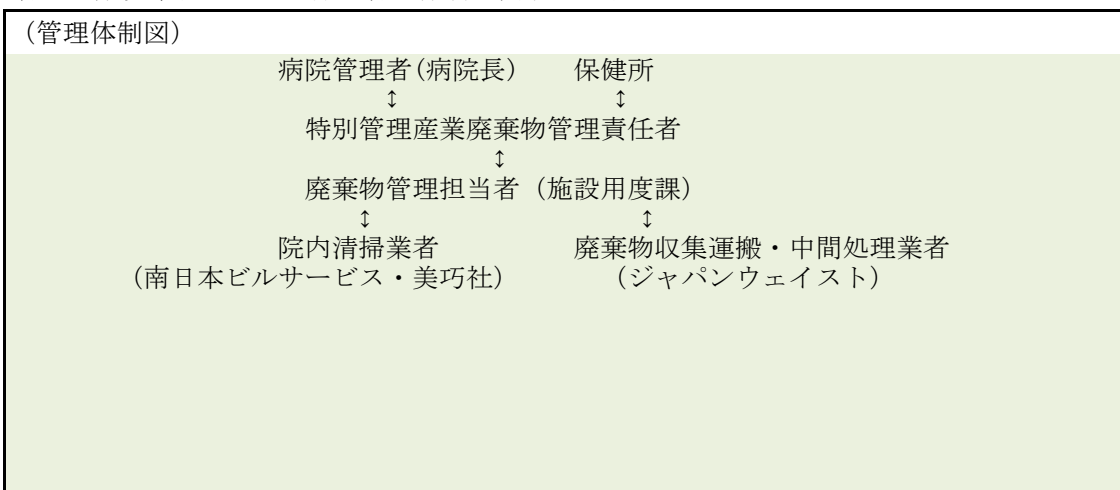 （管理体制図）
病院管理者(病院長)　　保健所
↕　　↕
特別管理産業廃棄物管理責任者
↕
廃棄物管理担当者（施設用度課）
↕　　↕
院内清掃業者　　廃棄物収集運搬・中間処理業者
（南日本ビルサービス・美巧社）　　（ジャパンウェイスト）